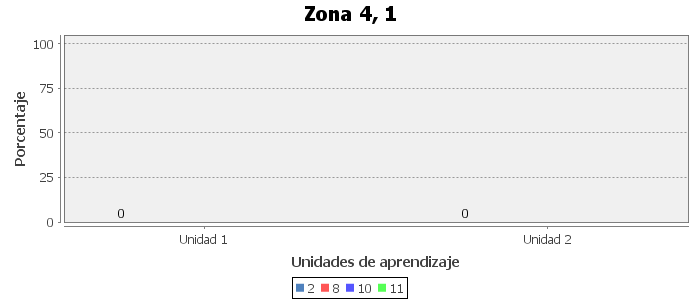 Zona 4, 1
Porcentaje
100
75
50
25
0
0 0
Unidad 1 Unidad 2
Unidades de aprendizaje
2 8 10 11